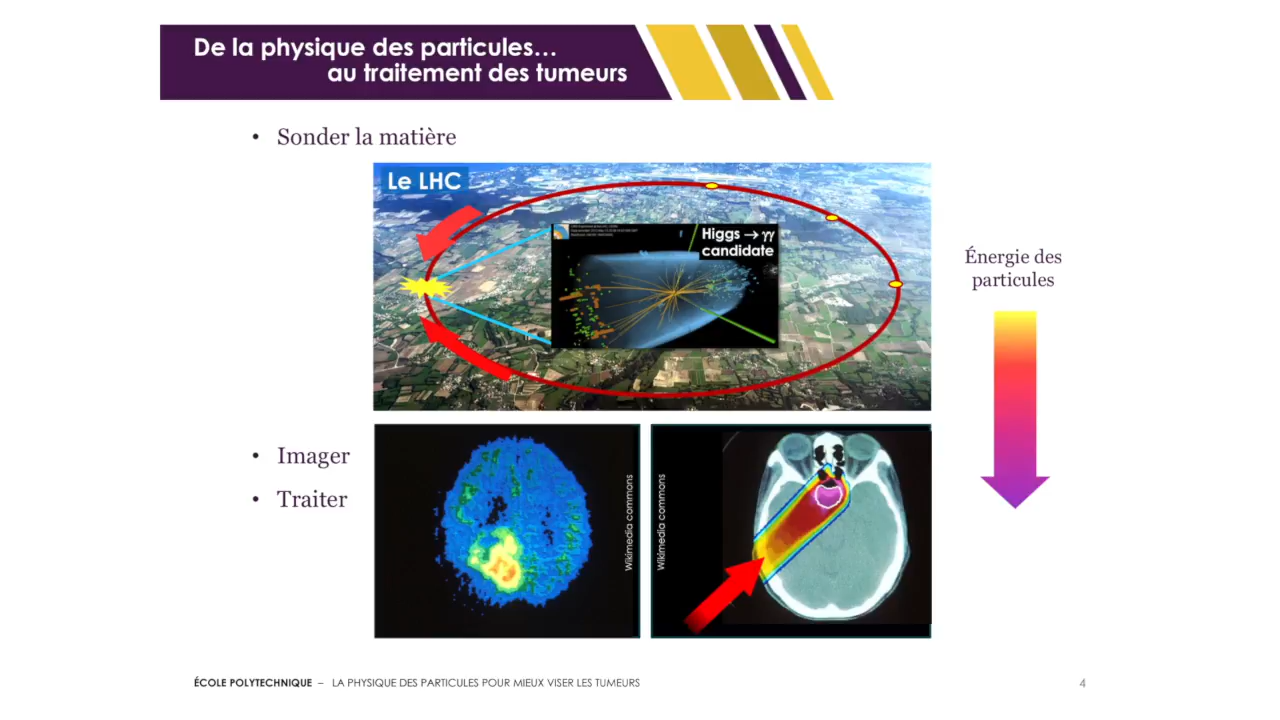 De la physique des particules…
au traitement des tumeurs
• Sonder la matière
Le LHC
Higgs → γγ
candidate
Énergie des
particules
• Imager
• Traiter
Wikimedia commons
Wikimedia commons
ÉCOLE POLYTECHNIQUE – LA PHYSIQUE DES PARTICULES POUR MIEUX VISER LES TUMEURS
4